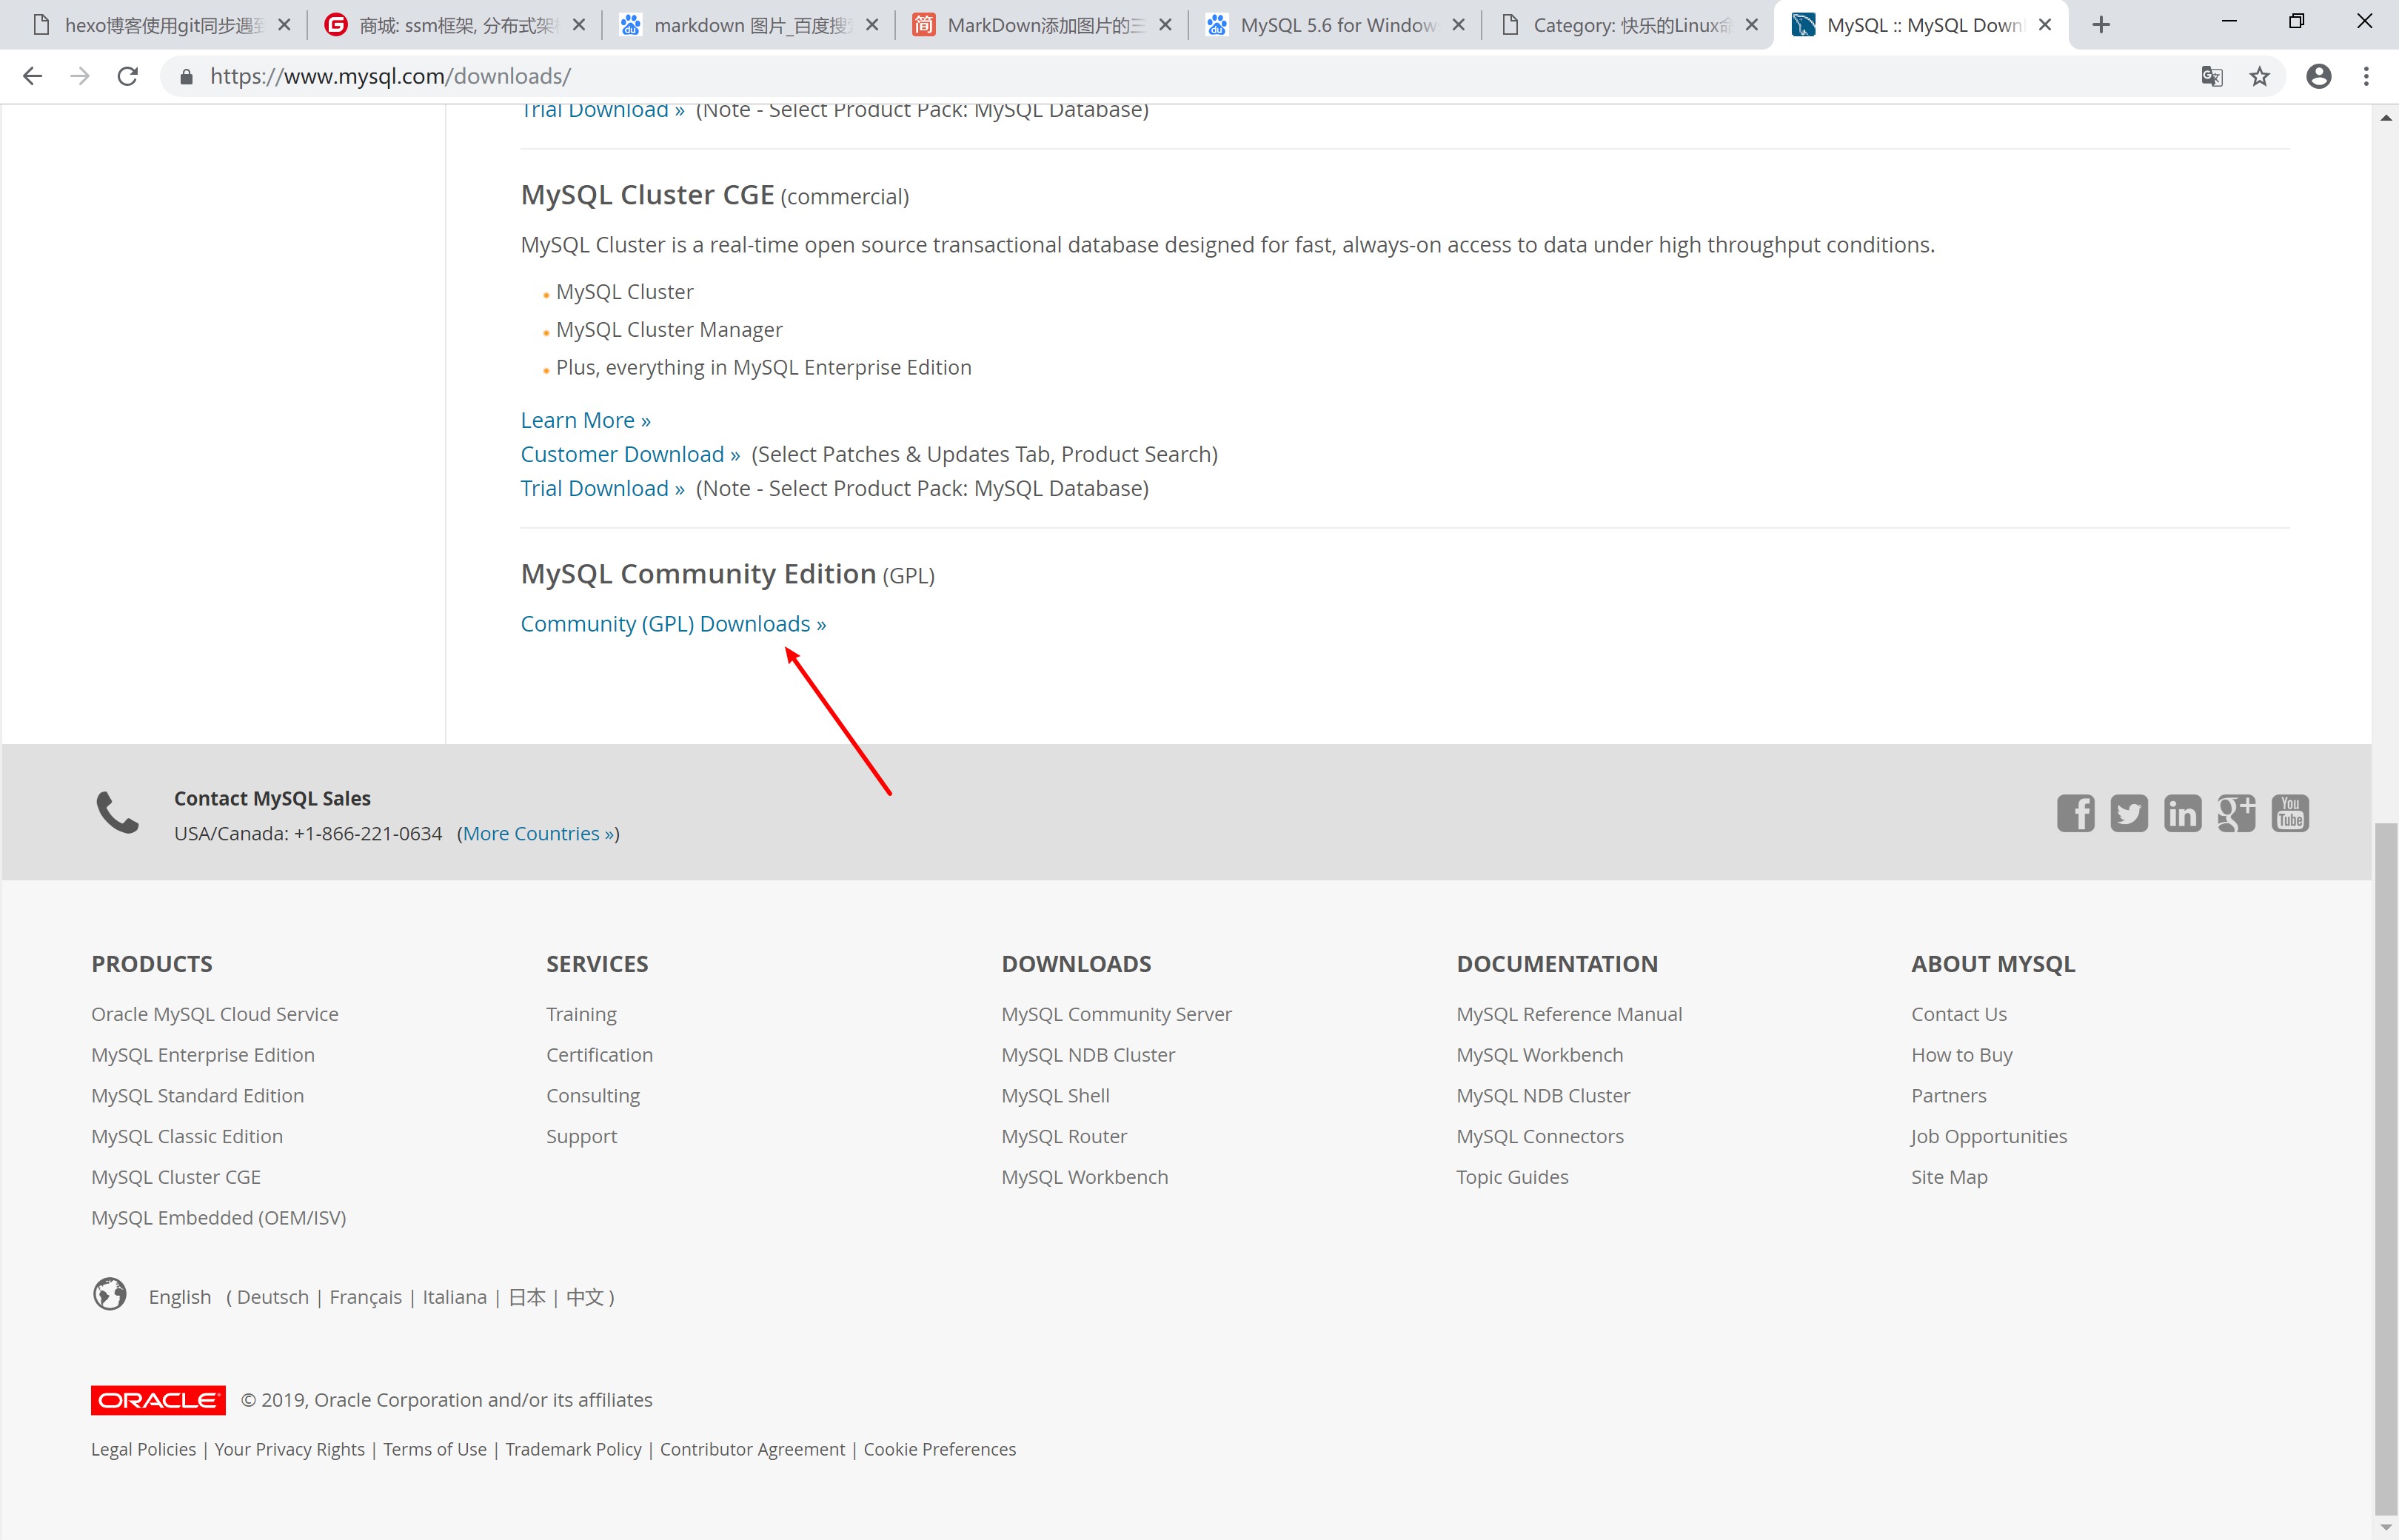 hexo博客使用git同步遇到
商城: ssm框架, 分布式架
markdown 图片_百度搜
MarkDown添加图片的三
MySQL 5.6 for Window
Category: 快乐的Linux命
MySQL :: MySQL Down
https://www.mysql.com/downloads/
Trial Download » (Note - Select Product Pack: MySQL Database)
MySQL Cluster CGE (commercial)
MySQL Cluster is a real-time open source transactional database designed for fast, always-on access to data under high throughput conditions.
MySQL Cluster
MySQL Cluster Manager
Plus, everything in MySQL Enterprise Edition
Learn More »
Customer Download » (Select Patches & Updates Tab, Product Search)
Trial Download » (Note - Select Product Pack: MySQL Database)
MySQL Community Edition (GPL)
Community (GPL) Downloads »
Contact MySQL Sales
USA/Canada: +1-866-221-0634 (More Countries »)
You Tube
PRODUCTS
Oracle MySQL Cloud Service
MySQL Enterprise Edition
MySQL Standard Edition
MySQL Classic Edition
MySQL Cluster CGE
MySQL Embedded (OEM/ISV)
SERVICES
Training
Certification
Consulting
Support
DOWNLOADS
MySQL Community Server
MySQL NDB Cluster
MySQL Shell
MySQL Router
MySQL Workbench
DOCUMENTATION
MySQL Reference Manual
MySQL Workbench
MySQL NDB Cluster
MySQL Connectors
Topic Guides
ABOUT MYSQL
Contact Us
How to Buy
Partners
Job Opportunities
Site Map
English ( Deutsch | Français | Italiana | 日本 | 中文 )
ORACLE © 2019, Oracle Corporation and/or its affiliates
Legal Policies | Your Privacy Rights | Terms of Use | Trademark Policy | Contributor Agreement | Cookie Preferences